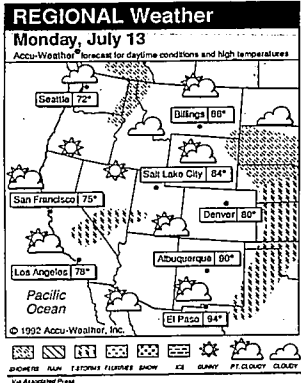 REGIONAL Weather
Monday, July 13
Accu-Weather® forecast for daytime conditions and high temperatures
Seattle 72°
Billings 86°
Salt Lake City 84°
San Francisco 75°
Denver 80°
Albuquerque 90°
Los Angeles 78°
Pacific
Ocean
El Paso 94°
© 1992 Accu-Weather, Inc.
SHOWERS RAIN T-STORMS FLURRIES SNOW ICE SUNNY PT. CLOUDY CLOUDY
Via Associated Press